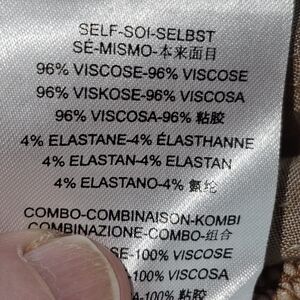 SELF-SOI-SELBST
SÉ-MISMO-本来面目
96% VISCOSE-96% VISCOSE
96% VISKOSE-96% VISCOSA
96% VISCOSA-96% 粘胶
4% ELASTANE-4% ÉLASTHANNE
4% ELASTAN-4% ELASTAN
4% ELASTANO-4% 氨纶
COMBO-COMBINAISON-KOMBI
COMBINAZIONE-COMBO-组合
SE-100% VISCOSE
-100% VISCOSA
-100% 粘胶